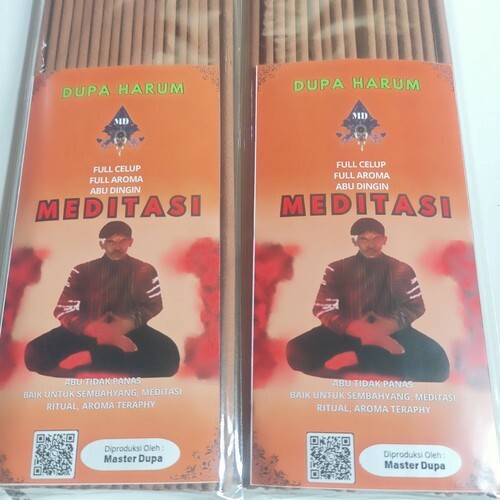 DUPA HARUM
MD
FULL CELUP
FULL AROMA
ABU DINGIN
MEDITASI
ABU TIDAK PANAS
BAIK UNTUK SEMBAHYANG, MEDITASI
RITUAL, AROMA TERAPHY
Diproduksi Oleh :
Master Dupa
DUPA HARUM
MD
FULL CELUP
FULL AROMA
ABU DINGIN
MEDITASI
ABU TIDAK PANAS
BAIK UNTUK SEMBAHYANG, MEDITASI
RITUAL, AROMA TERAPHY
Diproduksi Oleh :
Master Dupa